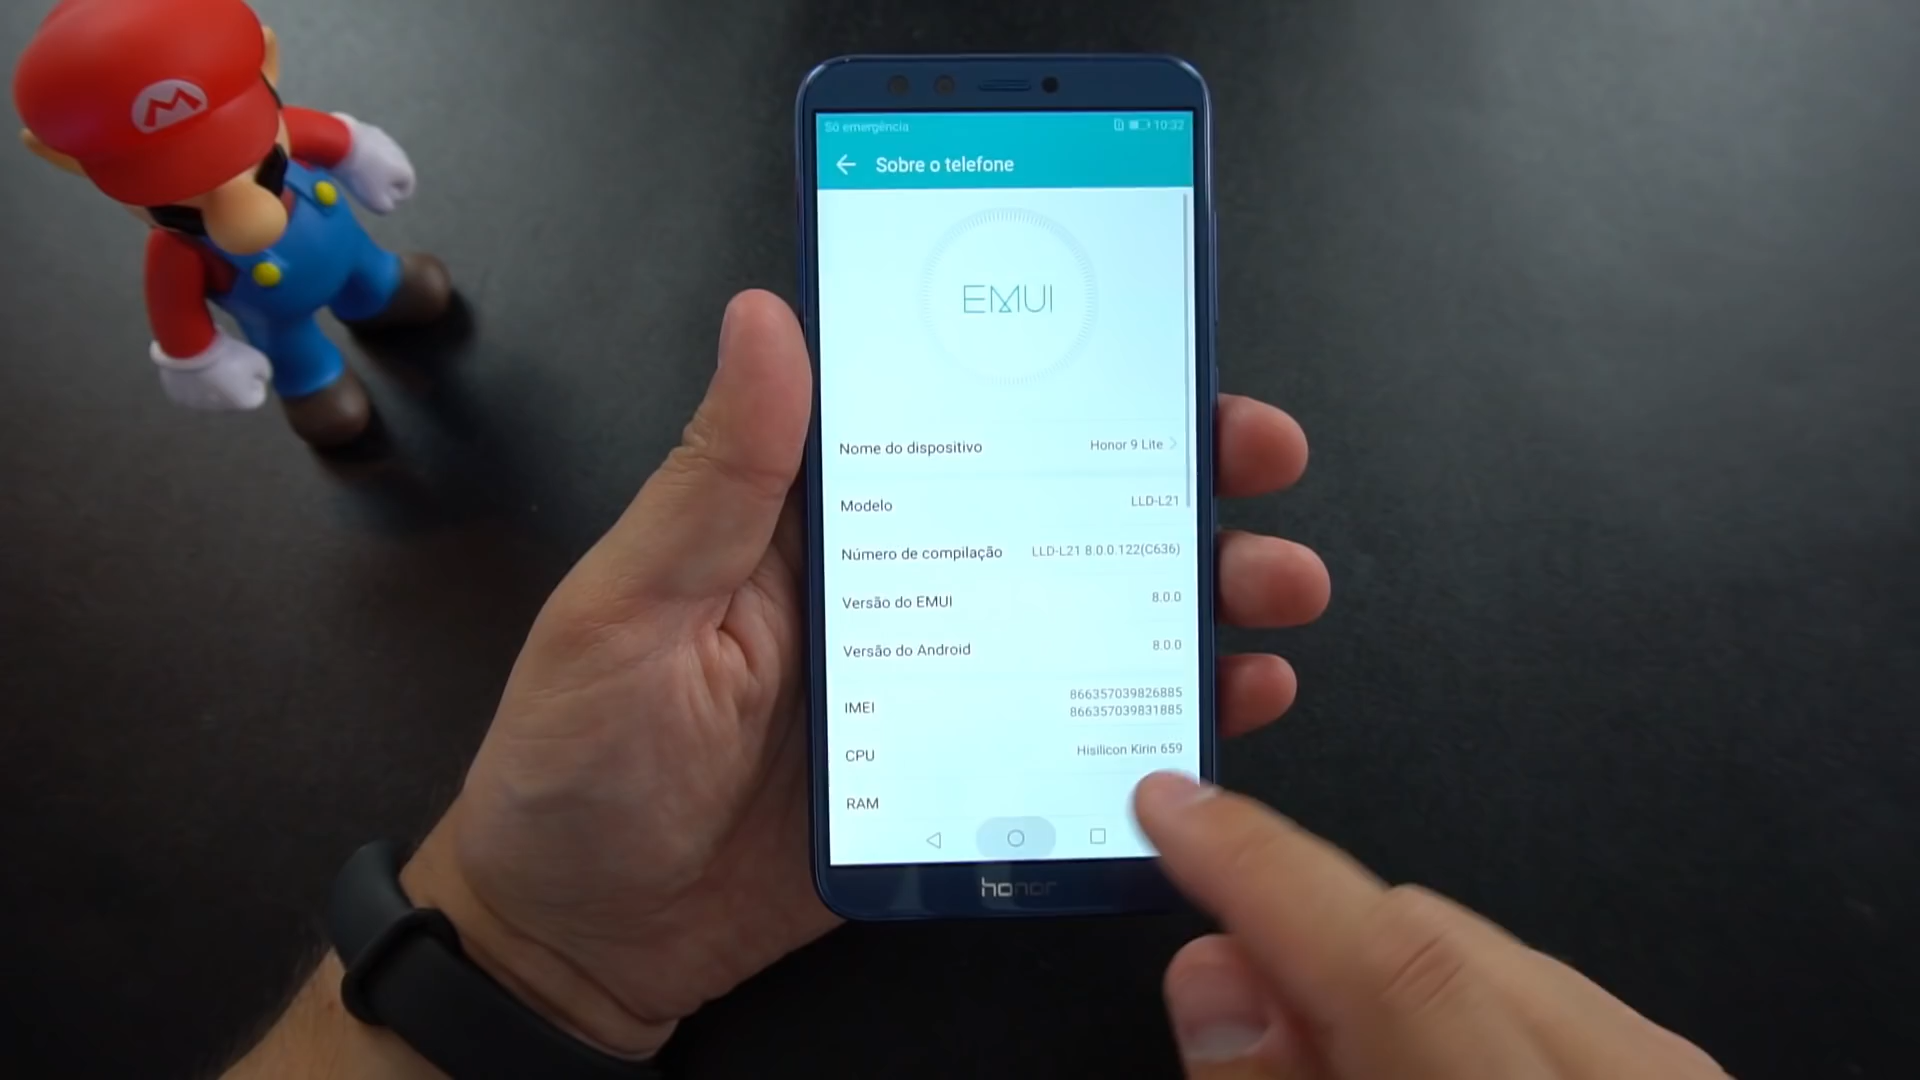 M
Só emergência
10:32
Sobre o telefone
EMUI
Nome do dispositivo Honor 9 Lite
Modelo LLD-L21
Número de compilação LLD-L21 8.0.0.122(C636)
Versão do EMUI 8.0.0
Versão do Android 8.0.0
IMEI 866357039826885
866357039831885
CPU Hisilicon Kirin 659
RAM
honor